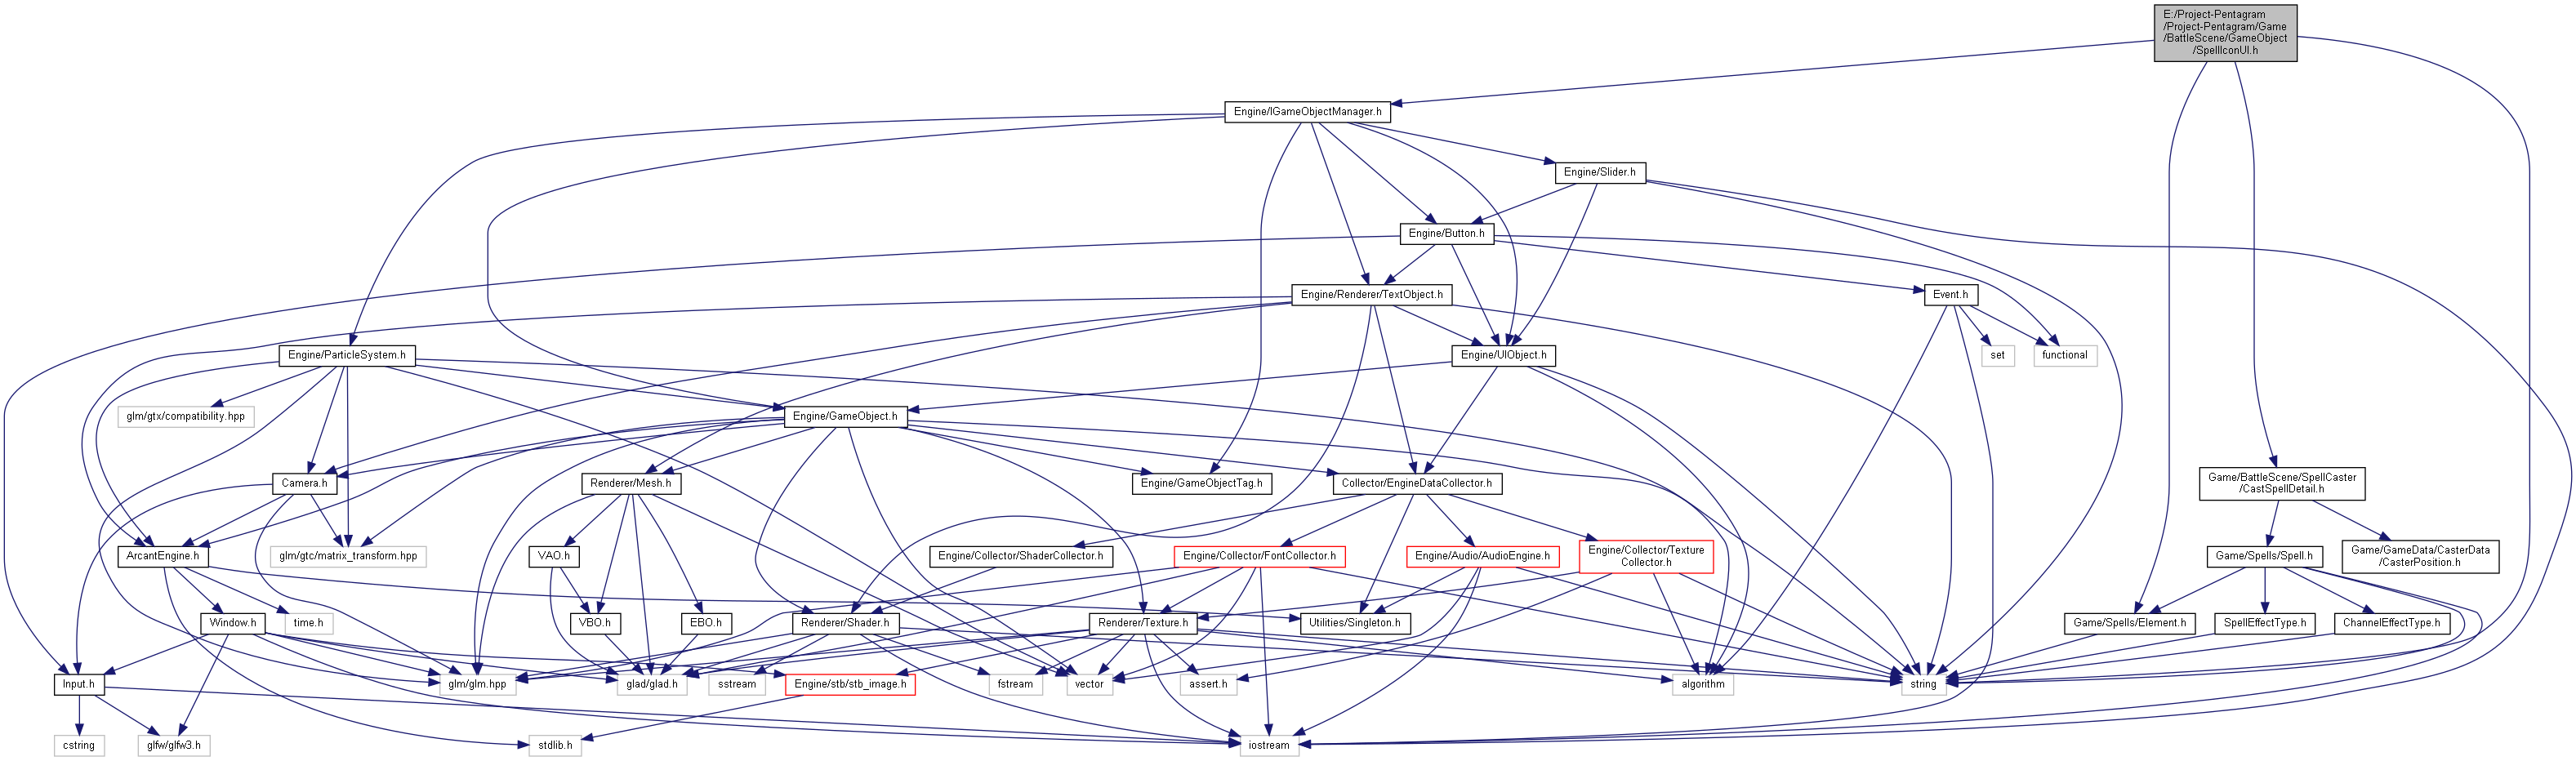 E:/Project-Pentagram
/Project-Pentagram/Game
/BattleScene/GameObject
/SpellIconUI.h
Engine/IGameObjectManager.h
Engine/Slider.h
Engine/Button.h
Engine/Renderer/TextObject.h
Event.h
Engine/ParticleSystem.h
Engine/UIObject.h
set
functional
glm/gtx/compatibility.hpp
Engine/GameObject.h
Camera.h
Renderer/Mesh.h
Engine/GameObjectTag.h
Collector/EngineDataCollector.h
Game/BattleScene/SpellCaster
/CastSpellDetail.h
ArcantEngine.h
glm/gtc/matrix_transform.hpp
VAO.h
Engine/Collector/ShaderCollector.h
Engine/Collector/FontCollector.h
Engine/Audio/AudioEngine.h
Engine/Collector/Texture
Collector.h
Game/Spells/Spell.h
Game/GameData/CasterData
/CasterPosition.h
Window.h
time.h
VBO.h
EBO.h
Renderer/Shader.h
Renderer/Texture.h
Utilities/Singleton.h
Game/Spells/Element.h
SpellEffectType.h
ChannelEffectType.h
Input.h
glm/glm.hpp
glad/glad.h
sstream
Engine/stb/stb_image.h
fstream
vector
assert.h
algorithm
string
cstring
glfw/glfw3.h
stdlib.h
iostream